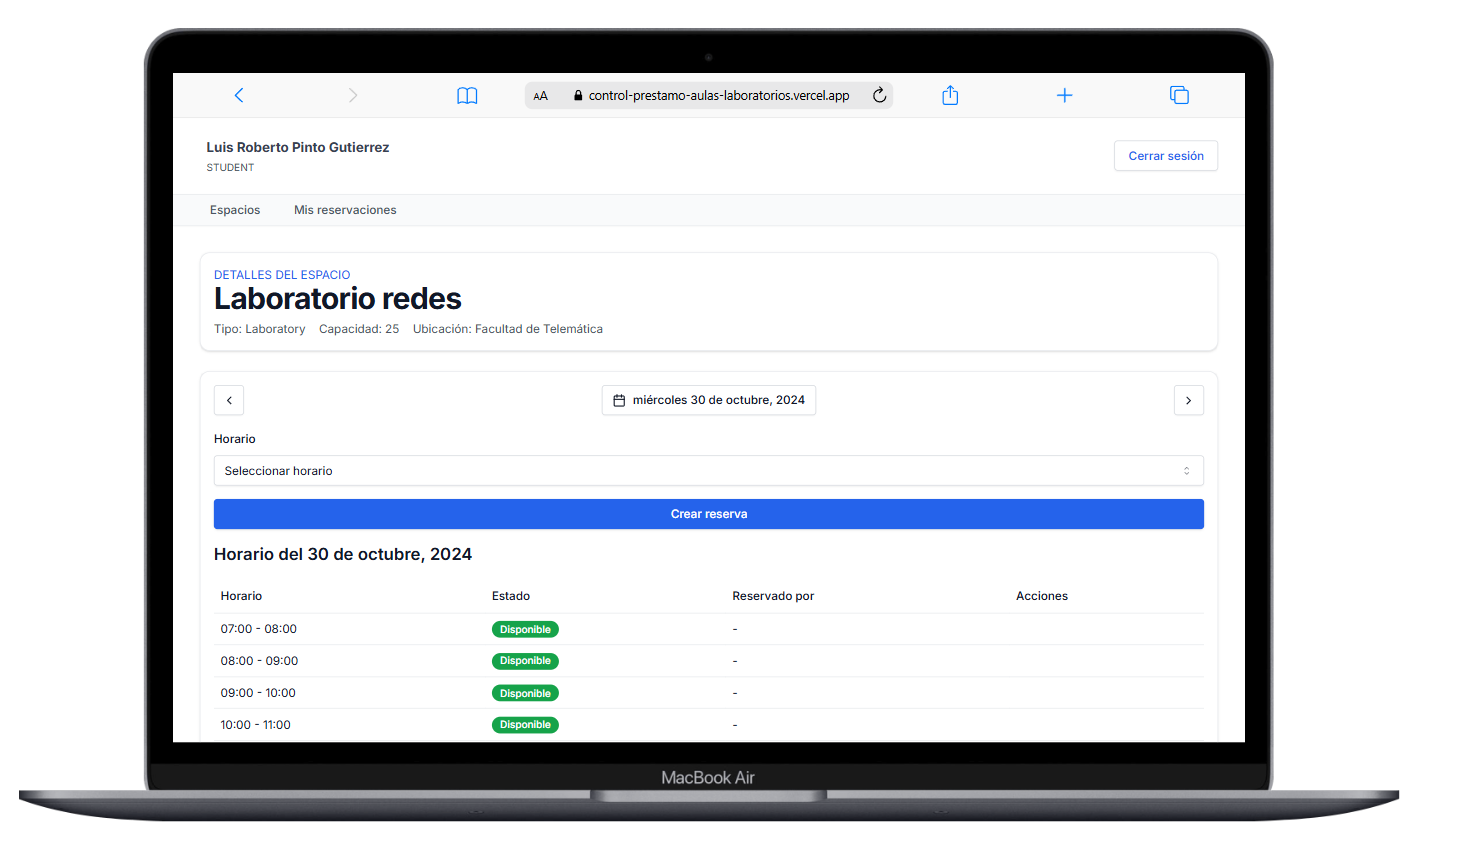 AA control-prestamo-aulas-laboratorios.vercel.app
Luis Roberto Pinto Gutierrez
STUDENT
Cerrar sesión
Espacios Mis reservaciones
DETALLES DEL ESPACIO
Laboratorio redes
Tipo: Laboratory Capacidad: 25 Ubicación: Facultad de Telemática
miércoles 30 de octubre, 2024
Horario
Seleccionar horario
Crear reserva
Horario del 30 de octubre, 2024
Horario Estado Reservado por Acciones
07:00 - 08:00 Disponible -
08:00 - 09:00 Disponible -
09:00 - 10:00 Disponible -
10:00 - 11:00 Disponible -
MacBook Air